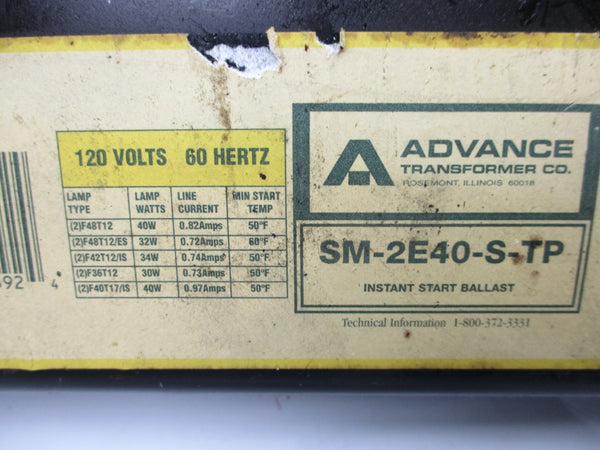 120 VOLTS 60 HERTZ
LAMP TYPE LAMP WATTS LINE CURRENT MIN START TEMP
(2)F48T12 40W 0.82Amps 50°F
(2)F48T12/ES 32W 0.72Amps 60°F
(2)F42T12/IS 34W 0.74Amps 50°F
(2)F36T12 30W 0.73Amps 50°F
(2)F40T17/IS 40W 0.97Amps 50°F
692 4
ADVANCE
TRANSFORMER CO.
ROSEMONT, ILLINOIS 60018
SM-2E40-S-TP
INSTANT START BALLAST
Technical Information 1-800-372-3331